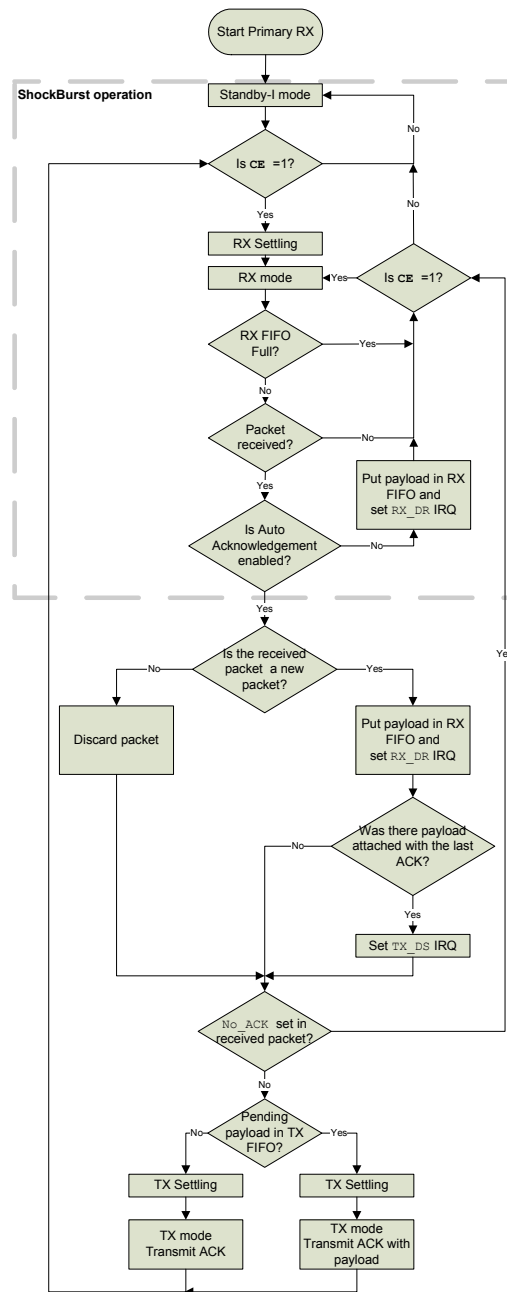 Start Primary RX
ShockBurst operation
Standby-I mode
No
Is CE =1?
No
Yes
RX Settling
RX mode
Yes
Is CE =1?
RX FIFO
Full?
Yes
No
Packet
received?
No
Put payload in RX
FIFO and
set RX_DR IRQ
Yes
Is Auto
Acknowledgement
enabled?
No
Yes
Is the received
packet a new
packet?
No
Yes
Discard packet
Put payload in RX
FIFO and
set RX_DR IRQ
Was there payload
attached with the last
ACK?
No
Yes
Set TX_DS IRQ
No_ACK set in
received packet?
No
Pending
payload in TX
FIFO?
No
Yes
TX Settling
TX Settling
TX mode
Transmit ACK
TX mode
Transmit ACK with
payload